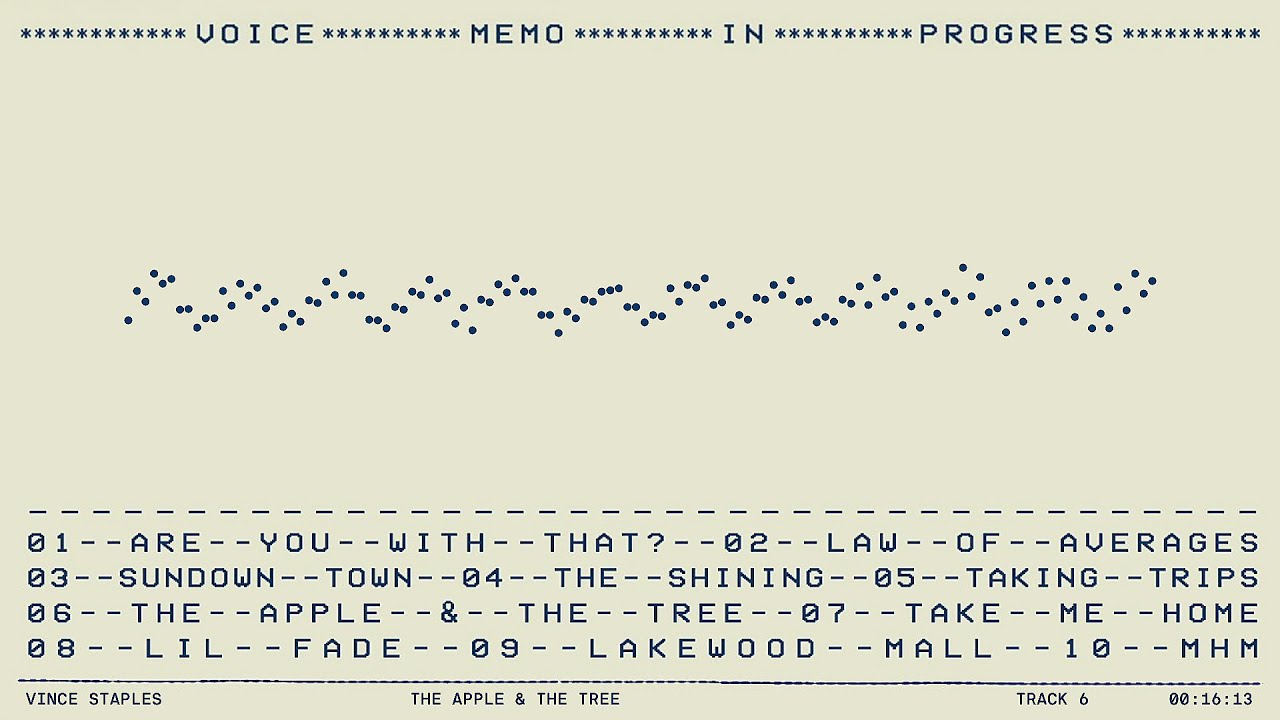 ************ VOICE ********** MEMO ********** IN ********** PROGRESS **********
01--ARE--YOU--WITH--THAT?--02--LAW--OF--AVERAGES
03--SUNDOWN--TOWN--04--THE--SHINING--05--TAKING--TRIPS
06--THE--APPLE--&--THE--TREE--07--TAKE--ME--HOME
08--LIL--FADE--09--LAKEWOOD--MALL--10--MHM
VINCE STAPLES THE APPLE & THE TREE TRACK 6 00:16:13